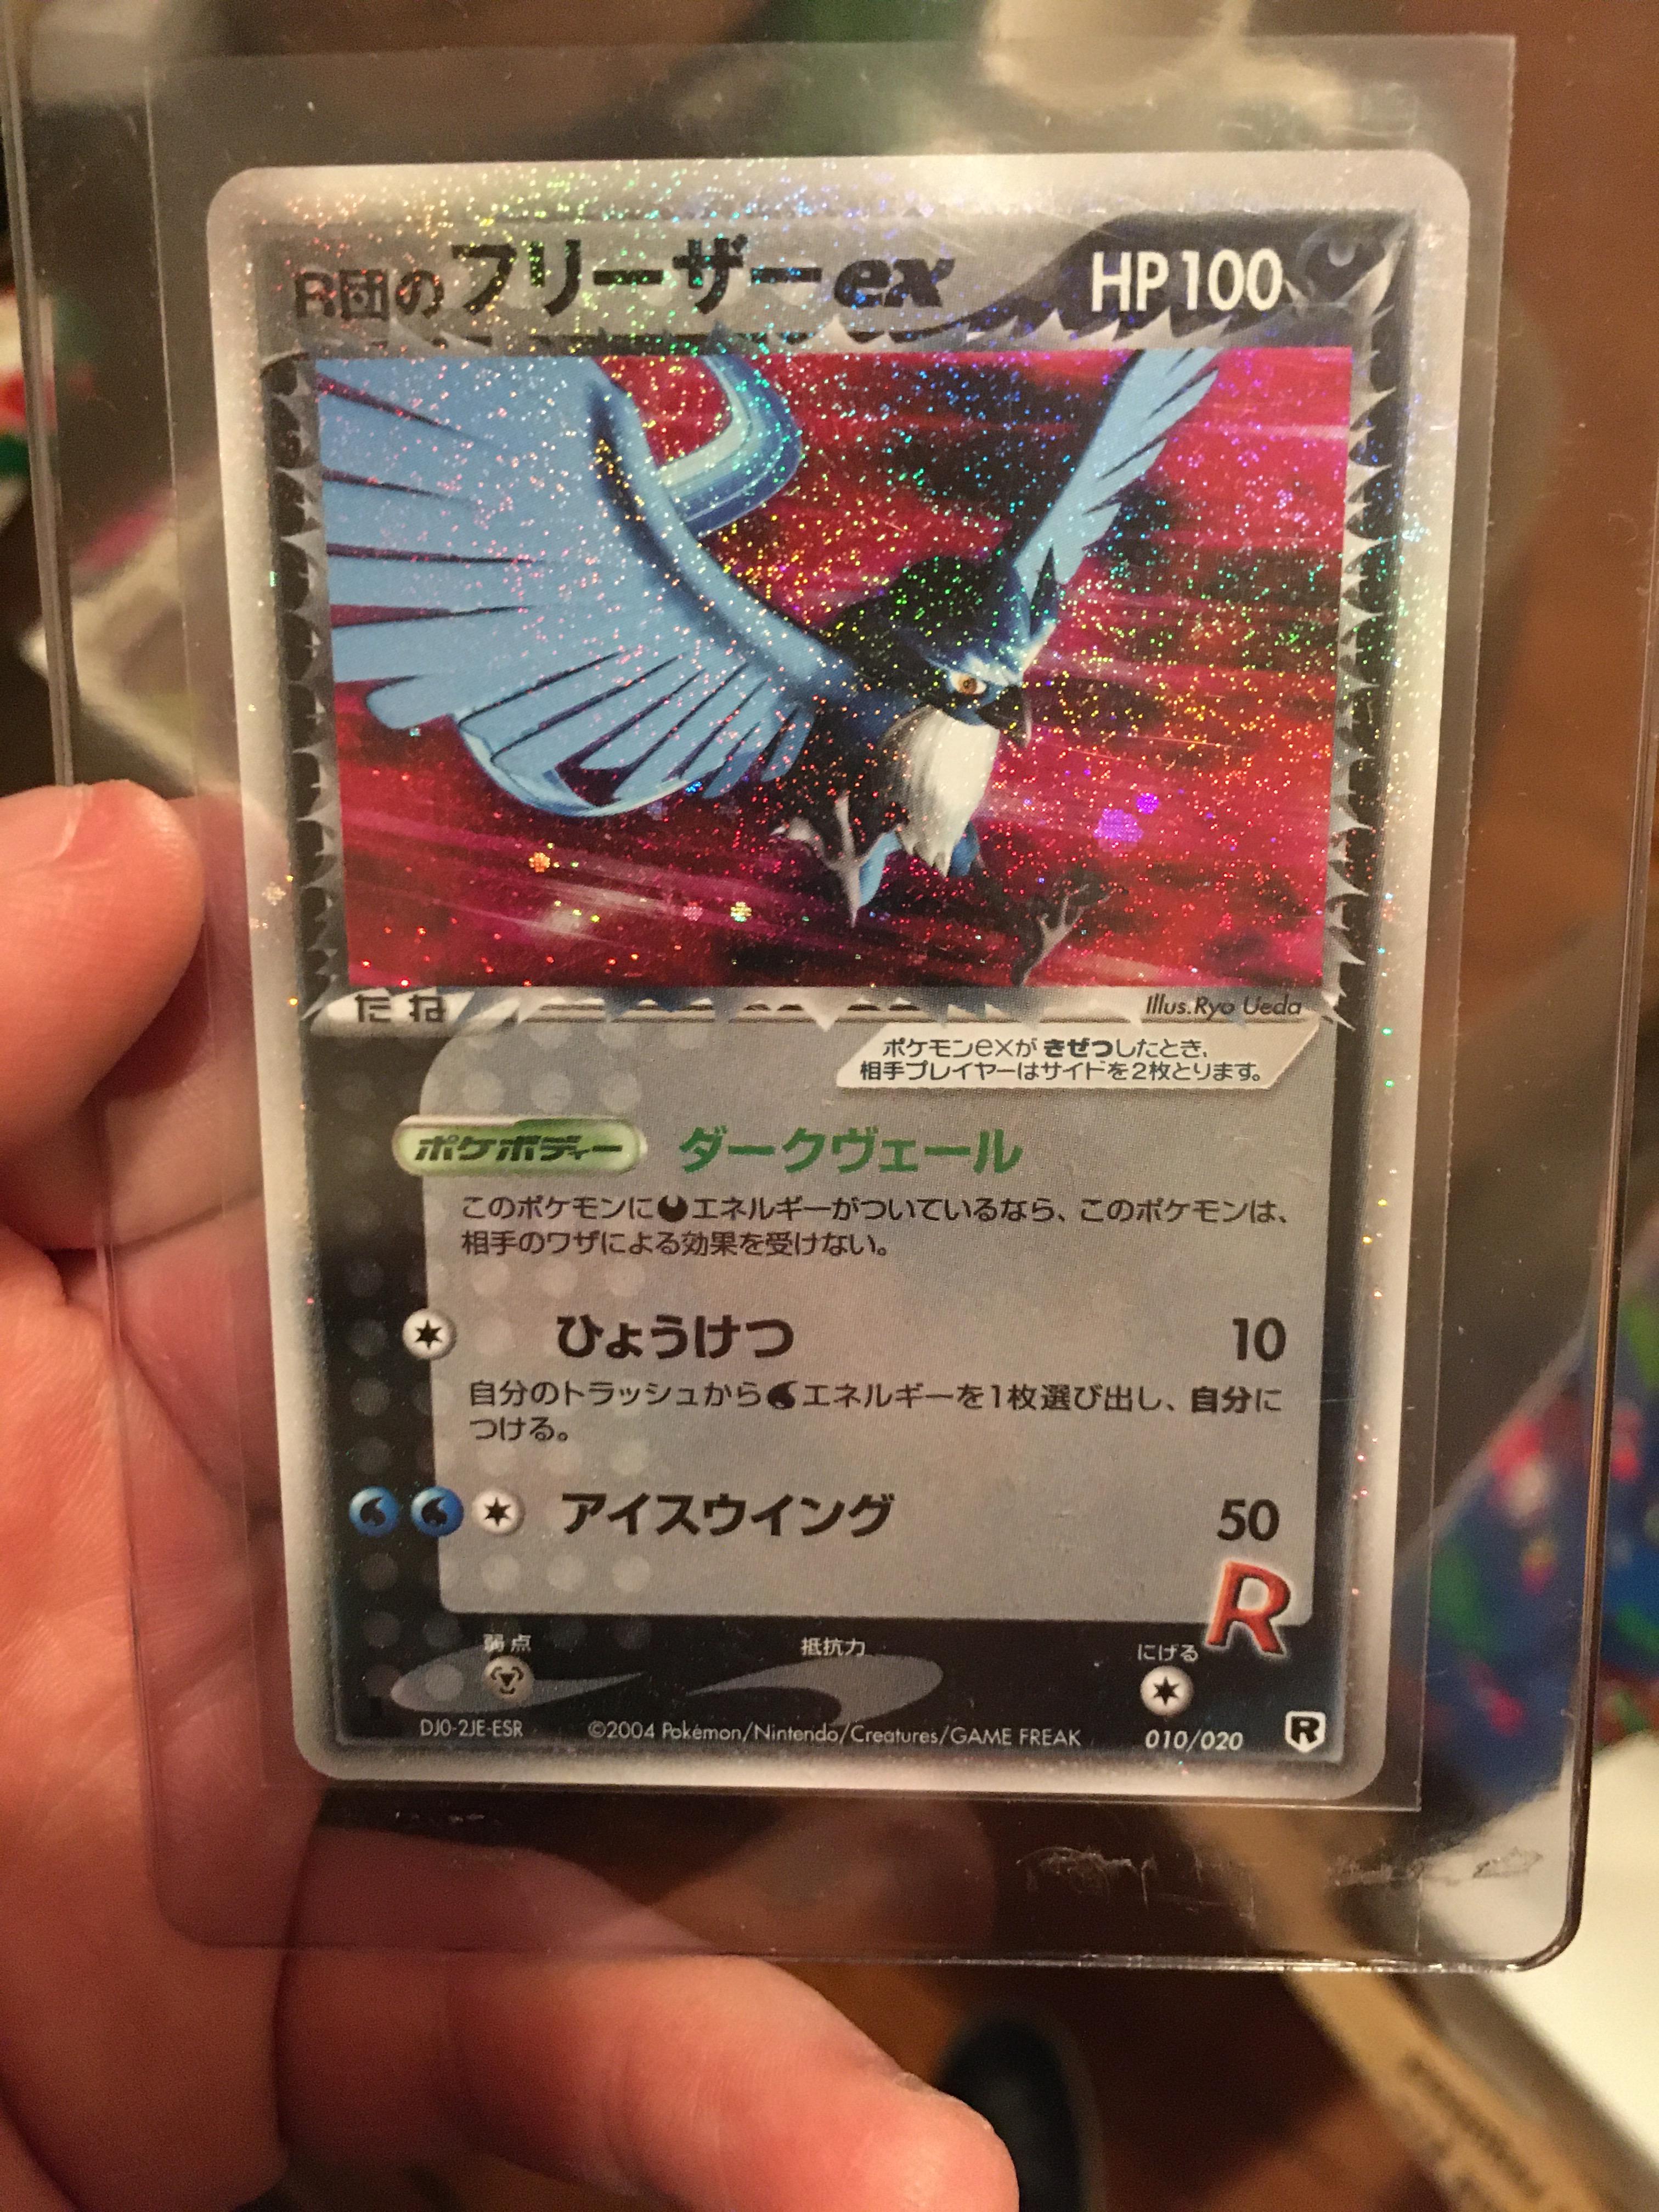 R団のフリーザーex HP100
たね
Illus.Ryo Ueda
ポケモンexが きぜつしたとき、
相手プレイヤーはサイドを2枚とります。
ポケボディー ダークヴェール
このポケモンにエネルギーがついているなら、このポケモンは、
相手のワザによる効果を受けない。
ひょうけつ 10
自分のトラッシュからエネルギーを1枚選び出し、自分に
つける。
アイスウイング 50
R
弱点 抵抗力 にげる
DJ0-2JE-ESR ©2004 Pokémon/Nintendo/Creatures/GAME FREAK 010/020 R